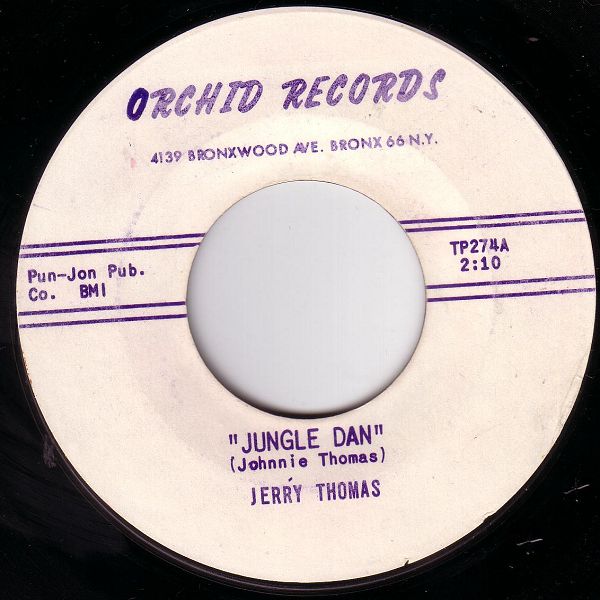 ORCHID RECORDS
4139 BRONXWOOD AVE. BRONX 66 N.Y.
Pun-Jon Pub.
Co. BMI
TP274A
2:10
"JUNGLE DAN"
(Johnnie Thomas)
JERRY THOMAS